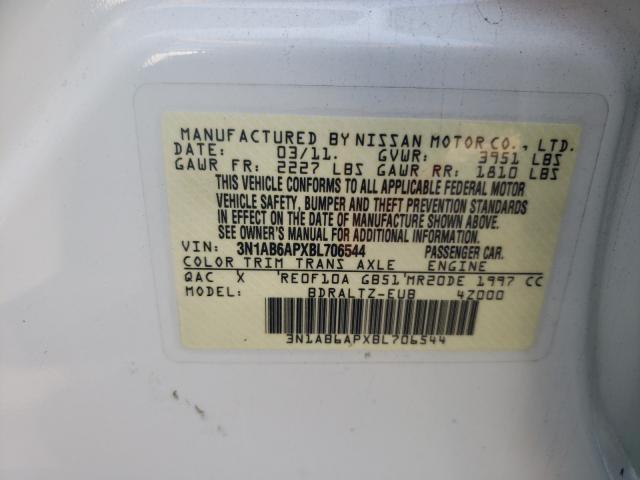 MANUFACTURED BY NISSAN MOTOR CO., LTD.
DATE: 03/11. GVWR: 3951 LBS
GAWR FR: 2227 LBS GAWR RR: 1810 LBS
THIS VEHICLE CONFORMS TO ALL APPLICABLE FEDERAL MOTOR
VEHICLE SAFETY, BUMPER AND THEFT PREVENTION STANDARDS
IN EFFECT ON THE DATE OF MANUFACTURE SHOWN ABOVE.
SEE OWNER'S MANUAL FOR ADDITIONAL INFORMATION.
VIN: 3N1AB6APXBL706544 PASSENGER CAR.
COLOR TRIM TRANS AXLE ENGINE
QAC X 'RE0F10A GB51'MR20DE 1997 CC
MODEL: BDRALTZ-EUB 4Z000
3N1AB6APXBL706544